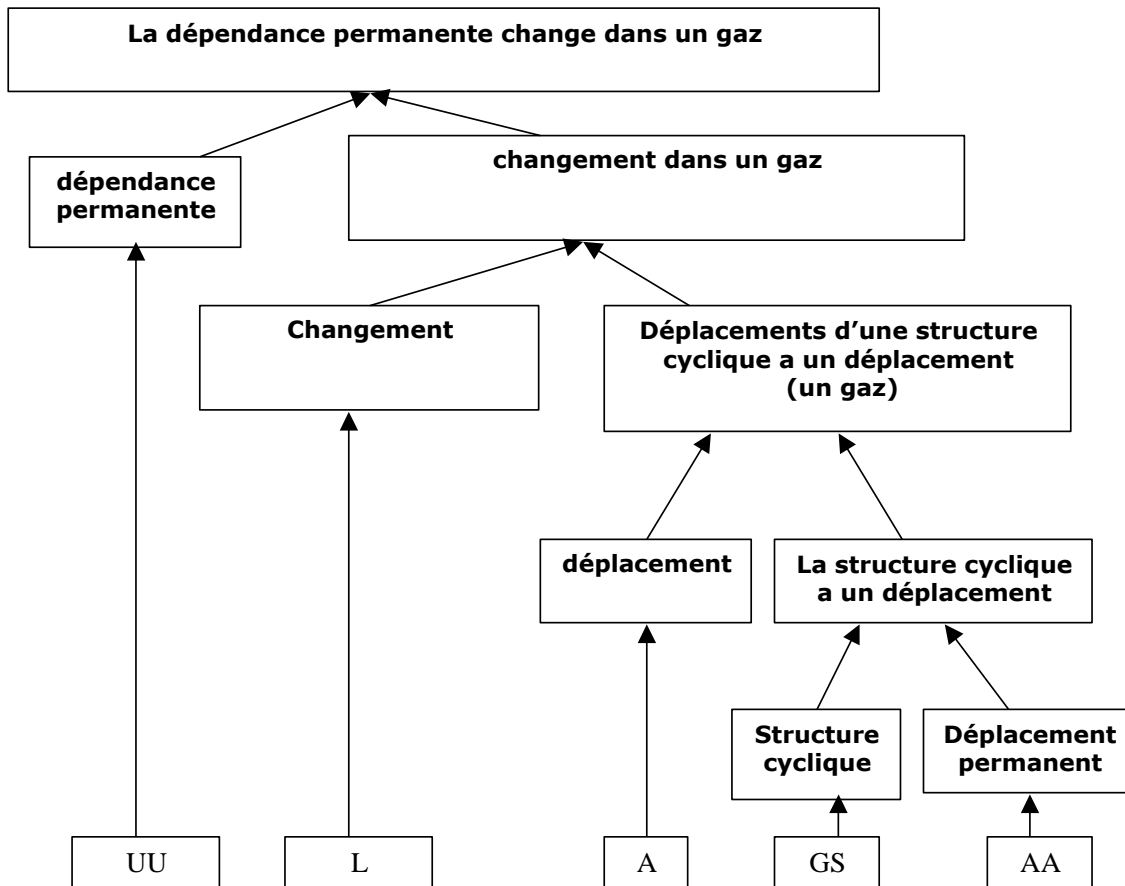 La dépendance permanente change dans un gaz
changement dans un gaz
dépendance
permanente
Changement
Déplacements d’une structure
cyclique a un déplacement
(un gaz)
déplacement
La structure cyclique
a un déplacement
Structure
cyclique
Déplacement
permanent
UU
L
A
GS
AA